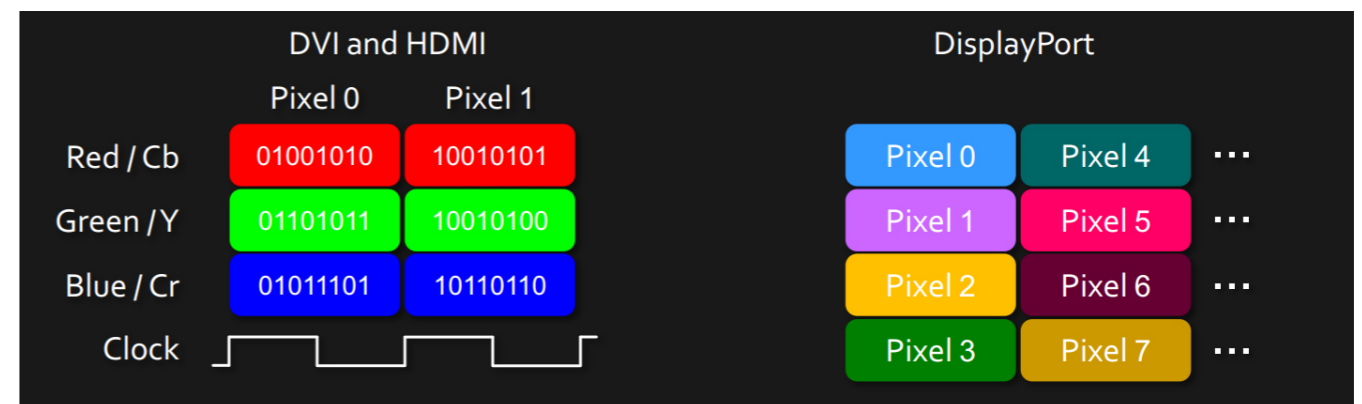 DVI and HDMI
Pixel 0 Pixel 1
Red / Cb 01001010 10010101
Green / Y 01101011 10010100
Blue / Cr 01011101 10110110
Clock
DisplayPort
Pixel 0 Pixel 4 ...
Pixel 1 Pixel 5 ...
Pixel 2 Pixel 6 ...
Pixel 3 Pixel 7 ...